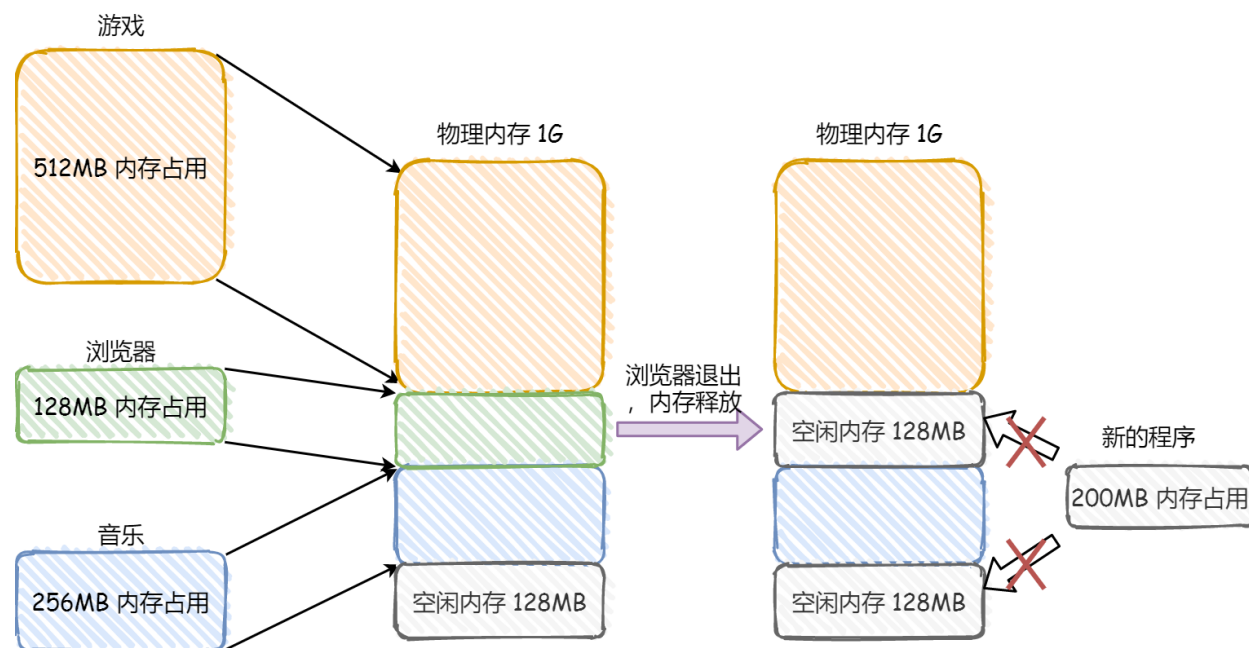 游戏
512MB 内存占用
浏览器
128MB 内存占用
音乐
256MB 内存占用
物理内存 1G
空闲内存 128MB
浏览器退出
，内存释放
物理内存 1G
空闲内存 128MB
空闲内存 128MB
新的程序
200MB 内存占用